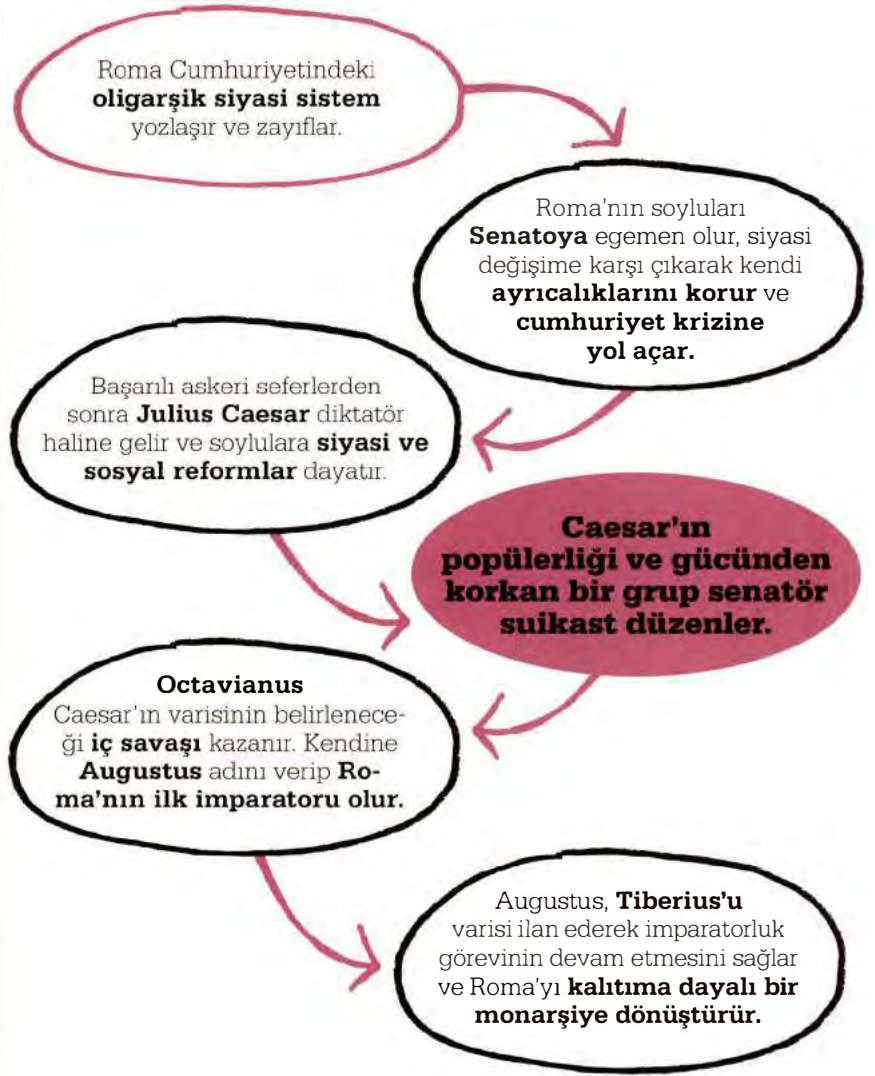 Roma Cumhuriyetindeki
oligarşik siyasi sistem
yozlaşır ve zayıflar.
Roma'nın soyluları
Senatoya egemen olur, siyasi
değişime karşı çıkarak kendi
ayrıcalıklarını korur ve
cumhuriyet krizine
yol açar.
Başarılı askeri seferlerden
sonra Julius Caesar diktatör
haline gelir ve soylulara siyasi ve
sosyal reformlar dayatır.
Caesar'ın
popülerliği ve gücünden
korkan bir grup senatör
suikast düzenler.
Octavianus
Caesar'ın varisinin belirlenece-
ği iç savaşı kazanır. Kendine
Augustus adını verip Ro-
ma'nın ilk imparatoru olur.
Augustus, Tiberius'u
varisi ilan ederek imparatorluk
görevinin devam etmesini sağlar
ve Roma'yı kalıtıma dayalı bir
monarşiye dönüştürür.